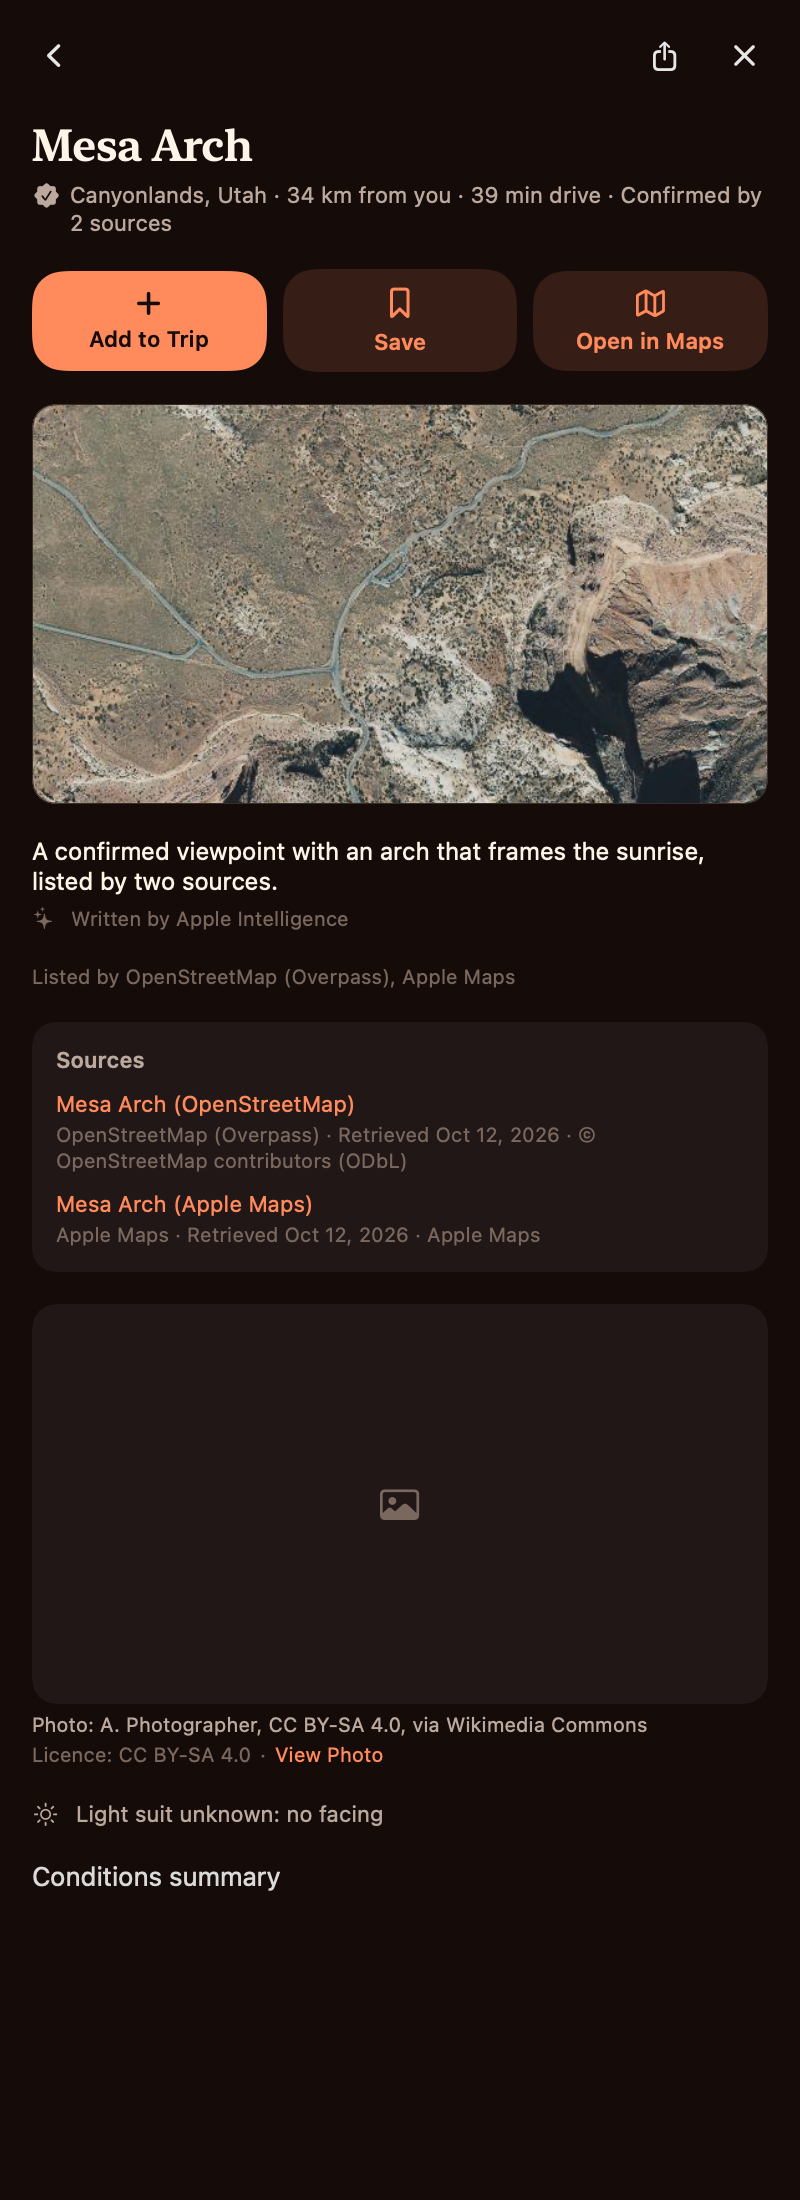 Mesa Arch
Canyonlands, Utah · 34 km from you · 39 min drive · Confirmed by
2 sources
Add to Trip
Save
Open in Maps
A confirmed viewpoint with an arch that frames the sunrise,
listed by two sources.
Written by Apple Intelligence
Listed by OpenStreetMap (Overpass), Apple Maps
Sources
Mesa Arch (OpenStreetMap)
OpenStreetMap (Overpass) · Retrieved Oct 12, 2026 · ©
OpenStreetMap contributors (ODbL)
Mesa Arch (Apple Maps)
Apple Maps · Retrieved Oct 12, 2026 · Apple Maps
Photo: A. Photographer, CC BY-SA 4.0, via Wikimedia Commons
Licence: CC BY-SA 4.0 · View Photo
Light suit unknown: no facing
Conditions summary